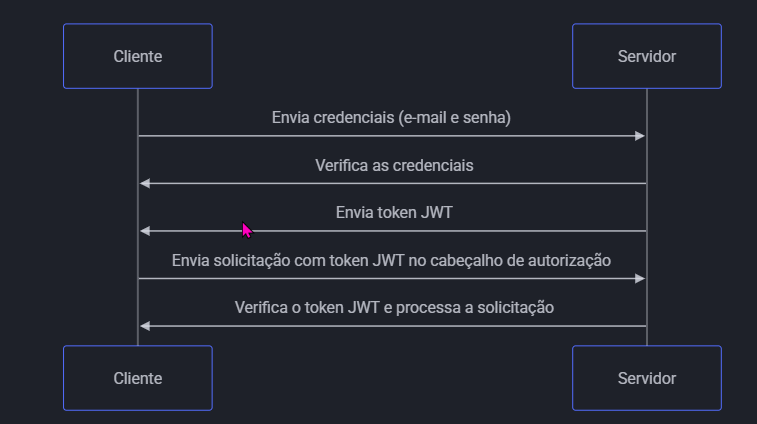 Cliente
Servidor
Envia credenciais (e-mail e senha)
Verifica as credenciais
Envia token JWT
Envia solicitação com token JWT no cabeçalho de autorização
Verifica o token JWT e processa a solicitação
Cliente
Servidor